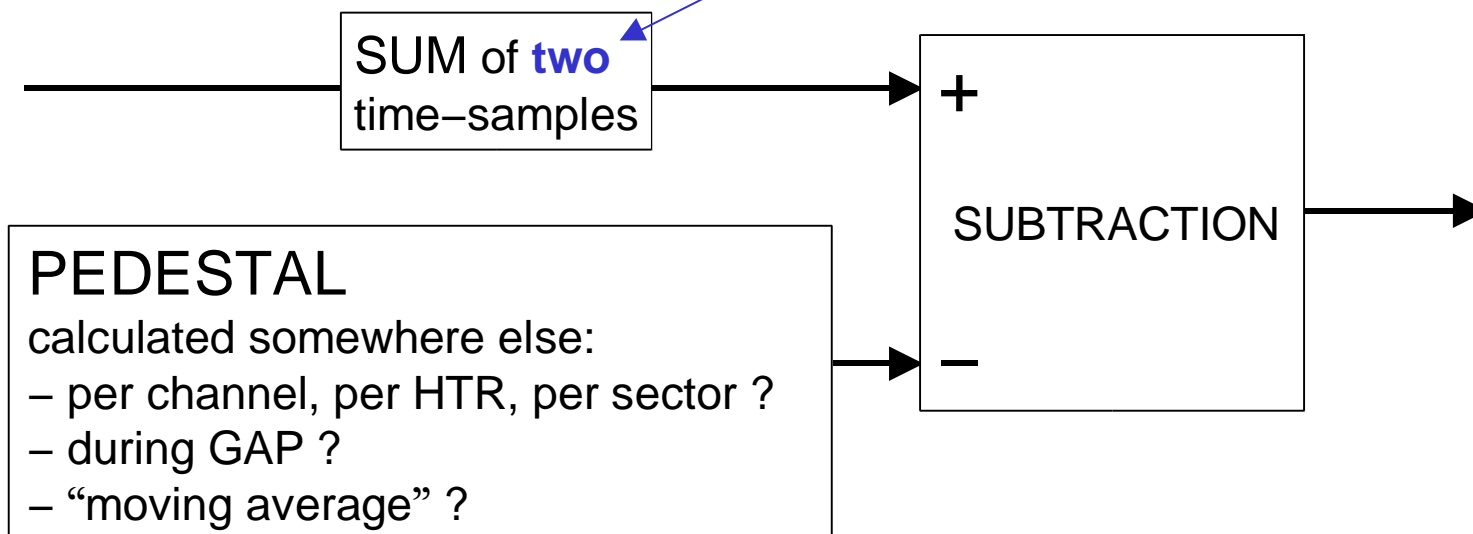 SUM of two
time−samples
+
SUBTRACTION
−
PEDESTAL
calculated somewhere else:
− per channel, per HTR, per sector ?
− during GAP ?
− “moving average” ?